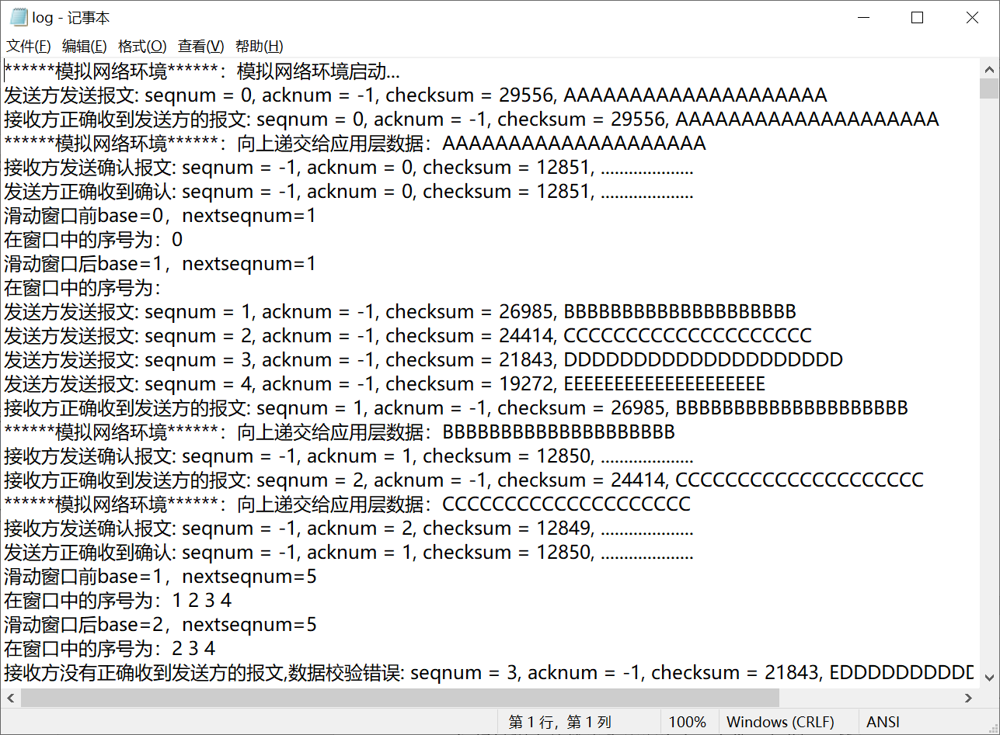 log - 记事本
文件(F) 编辑(E) 格式(O) 查看(V) 帮助(H)
******模拟网络环境******：模拟网络环境启动...
发送方发送报文: seqnum = 0, acknum = -1, checksum = 29556, AAAAAAAAAAAAAAAAAAAAA
接收方正确收到发送方的报文: seqnum = 0, acknum = -1, checksum = 29556, AAAAAAAAAAAAAAAAAAAAA
******模拟网络环境******：向上递交给应用层数据：AAAAAAAAAAAAAAAAAAAAA
接收方发送确认报文: seqnum = -1, acknum = 0, checksum = 12851, .....................
发送方正确收到确认: seqnum = -1, acknum = 0, checksum = 12851, .....................
滑动窗口前base=0，nextseqnum=1
在窗口中的序号为：0
滑动窗口后base=1，nextseqnum=1
在窗口中的序号为：
发送方发送报文: seqnum = 1, acknum = -1, checksum = 26985, BBBBBBBBBBBBBBBBBBBBB
发送方发送报文: seqnum = 2, acknum = -1, checksum = 24414, CCCCCCCCCCCCCCCCCCCCC
发送方发送报文: seqnum = 3, acknum = -1, checksum = 21843, DDDDDDDDDDDDDDDDDDDDD
发送方发送报文: seqnum = 4, acknum = -1, checksum = 19272, EEEEEEEEEEEEEEEEEEEEE
接收方正确收到发送方的报文: seqnum = 1, acknum = -1, checksum = 26985, BBBBBBBBBBBBBBBBBBBBB
******模拟网络环境******：向上递交给应用层数据：BBBBBBBBBBBBBBBBBBBBB
接收方发送确认报文: seqnum = -1, acknum = 1, checksum = 12850, .....................
接收方正确收到发送方的报文: seqnum = 2, acknum = -1, checksum = 24414, CCCCCCCCCCCCCCCCCCCCC
******模拟网络环境******：向上递交给应用层数据：CCCCCCCCCCCCCCCCCCCCC
接收方发送确认报文: seqnum = -1, acknum = 2, checksum = 12849, .....................
发送方正确收到确认: seqnum = -1, acknum = 1, checksum = 12850, .....................
滑动窗口前base=1，nextseqnum=5
在窗口中的序号为：1 2 3 4
滑动窗口后base=2，nextseqnum=5
在窗口中的序号为：2 3 4
接收方没有正确收到发送方的报文,数据校验错误: seqnum = 3, acknum = -1, checksum = 21843, EDDDDDDDDDDD
第 1 行，第 1 列 100% Windows (CRLF) ANSI